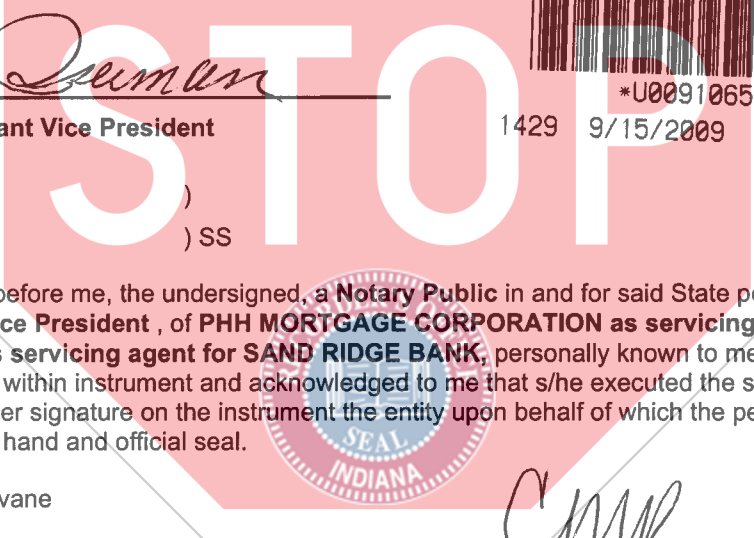 STOP
*U0091065
ant Vice President
1429 9/15/2009
)
) SS
before me, the undersigned, a Notary Public in and for said State pe
ce President , of PHH MORTGAGE CORPORATION as servicing
s servicing agent for SAND RIDGE BANK, personally known to me
within instrument and acknowledged to me that s/he executed the s
er signature on the instrument the entity upon behalf of which the pe
hand and official seal.
SEAL
INDIANA
vane